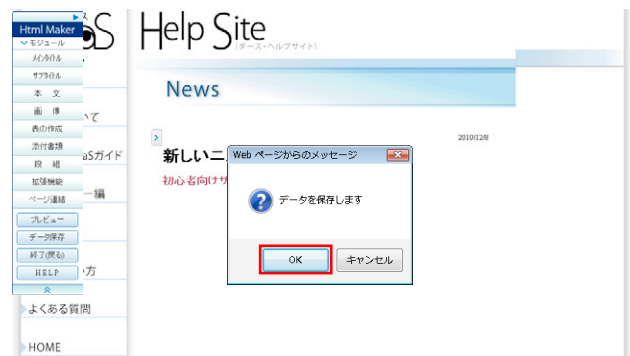 Html Maker
モジュール
メインタイトル
サブタイトル
本 文
画 像
表の作成
添付書類
段 組
拡張機能
ページ連結
プレビュー
データ保存
終了(戻る)
HELP
aS
いて
aSガイド
ー編
方
よくある質問
HOME
Help Site
(ダース・ヘルプサイト)
News
2010/12/9
新しいニ
初心者向けサ
Web ページからのメッセージ
データを保存します
OK
キャンセル